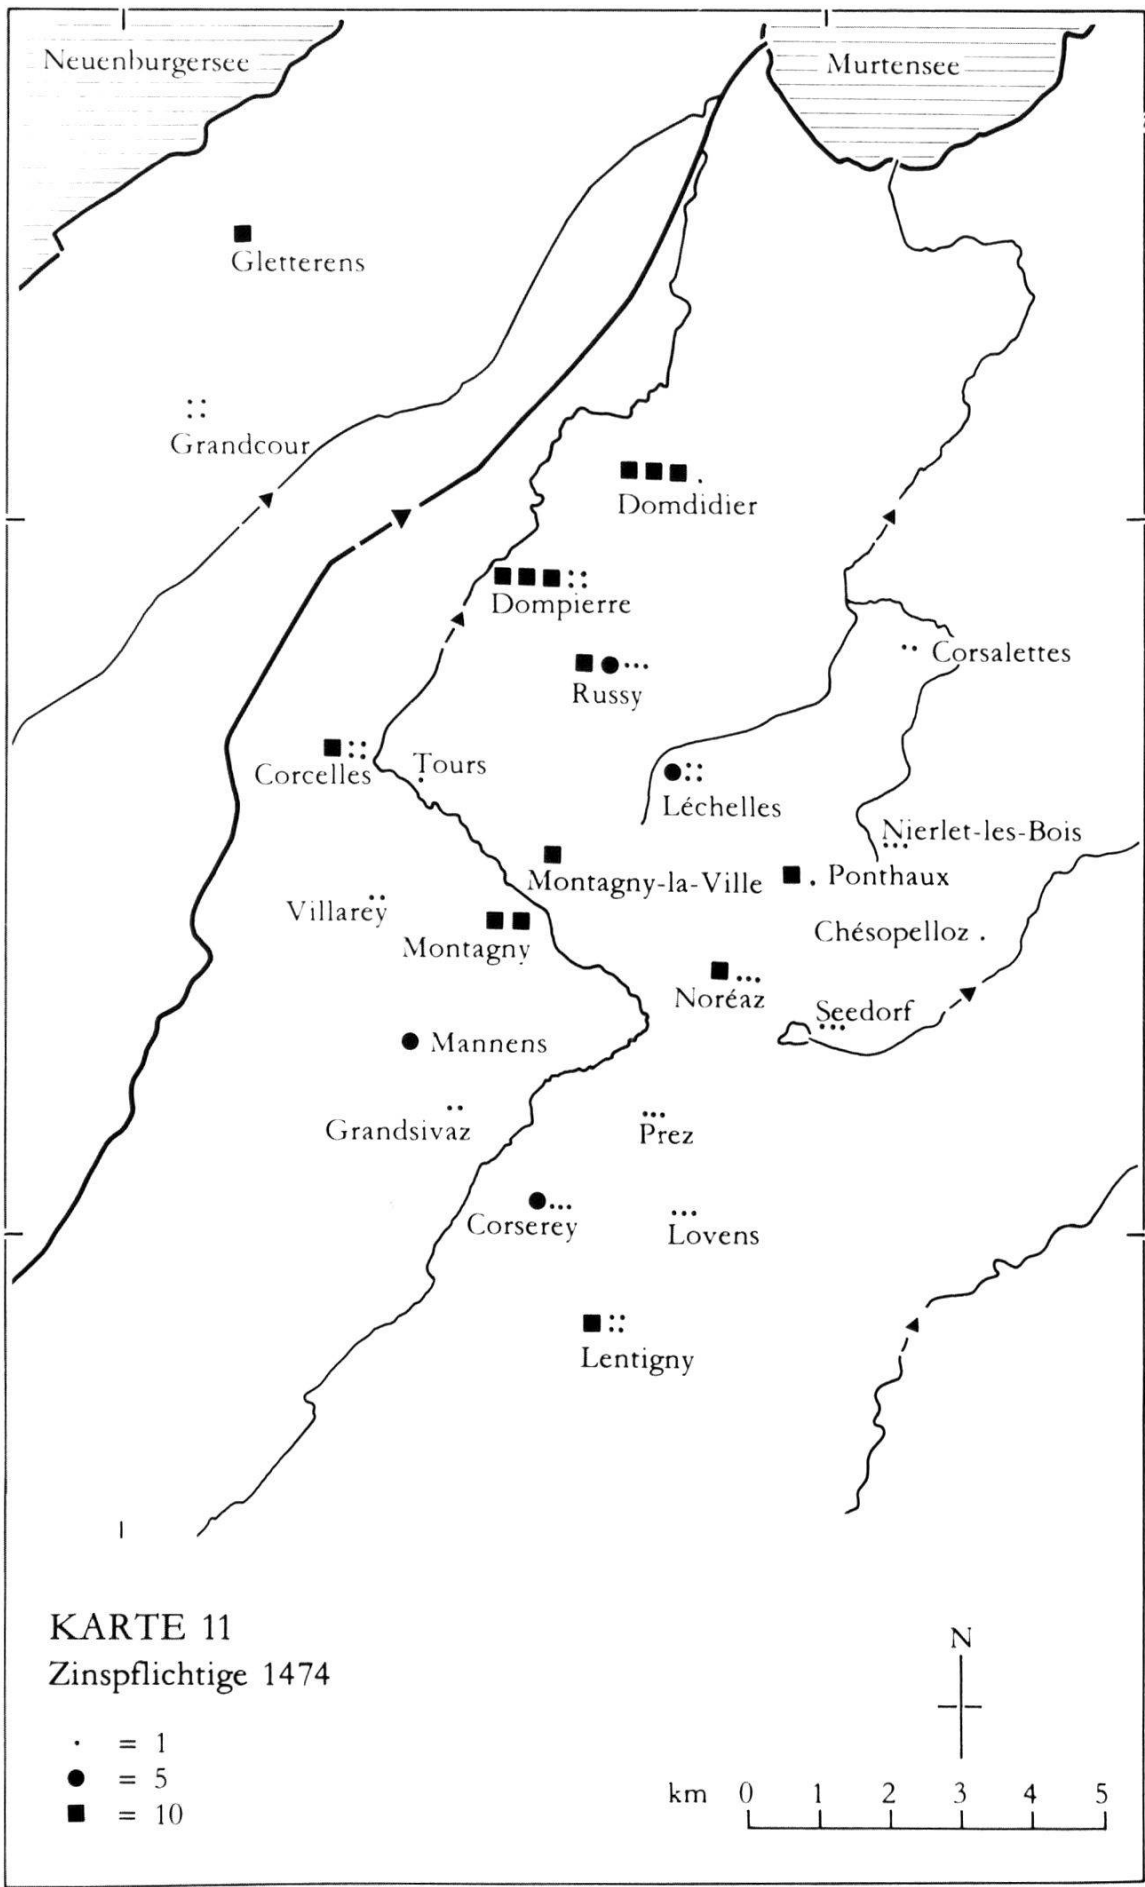 Neuenburgersee
Murtensee
Gletterens
Grandcour
Domdidier
Dompierre
Corsalettes
Russy
Tours
Corcelles
Léchelles
Nierlet-les-Bois
Montagny-la-Ville
Ponthaux
Villarey
Chésopelloz
Montagny
Noréaz
Seedorf
Mannens
Grandsivaz
Prez
Corserey
Lovens
Lentigny
KARTE 11
Zinspflichtige 1474
N
= 1
= 5
= 10
km 0 1 2 3 4 5